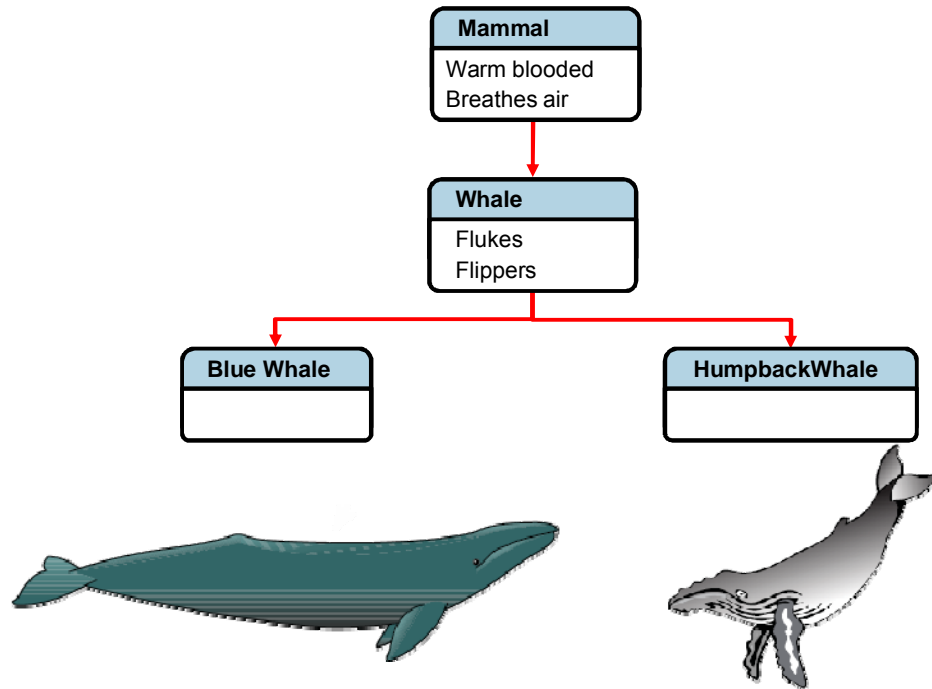 Mammal
Warm blooded
Breathes air
Whale
Flukes
Flippers
Blue Whale
HumpbackWhale